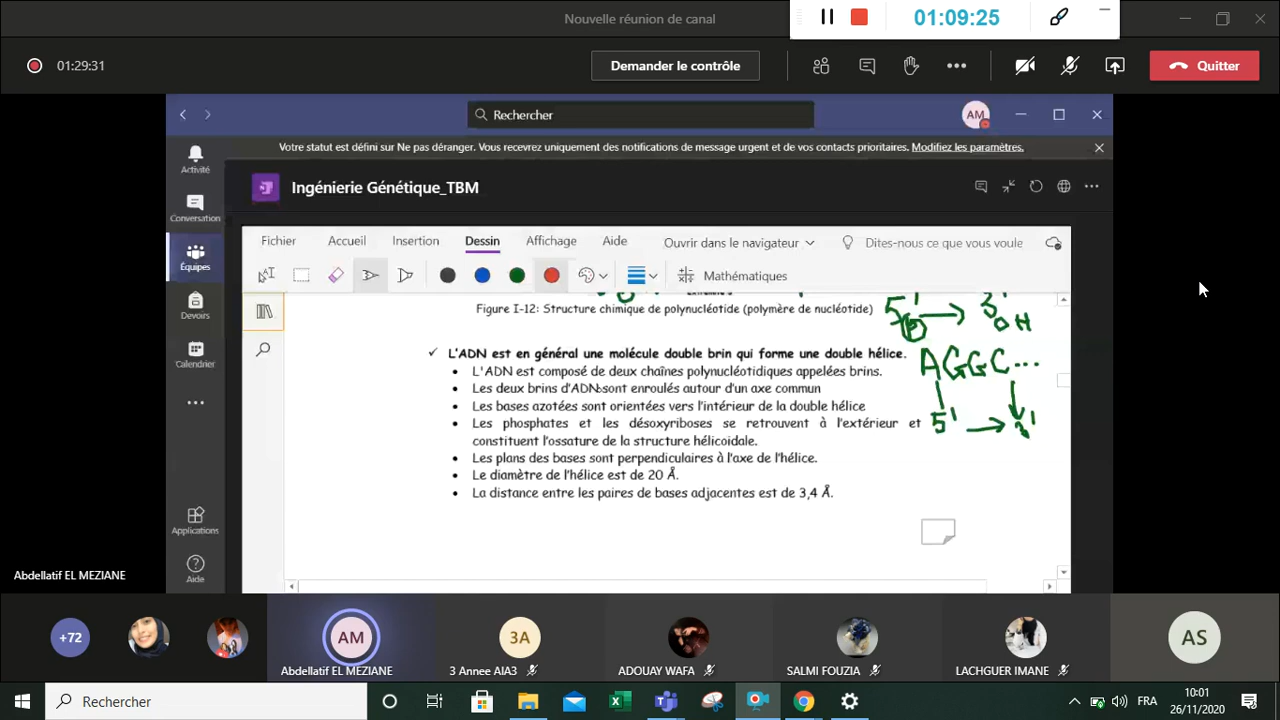 Nouvelle réunion de canal
01:09:25
01:29:31
Demander le contrôle
Quitter
Rechercher
AM
Votre statut est défini sur Ne pas déranger. Vous recevrez uniquement des notifications de message urgent et de vos contacts prioritaires. Modifiez les paramètres.
Activité
Ingénierie Génétique_TBM
Conversation
Fichier Accueil Insertion Dessin Affichage Aide Ouvrir dans le navigateur Dites-nous ce que vous voule
Équipes
Mathématiques
Devoirs
Calendrier
Figure I-12: Structure chimique de polynucléotide (polymère de nucléotide)
5' → 3'
P OH
✓ L'ADN est en général une molécule double brin qui forme une double hélice.
AGGC...
• L'ADN est composé de deux chaînes polynucléotidiques appelées brins.
• Les deux brins d'ADN sont enroulés autour d'un axe commun
• Les bases azotées sont orientées vers l'intérieur de la double hélice
• Les phosphates et les désoxyriboses se retrouvent à l'extérieur et
constituent l'ossature de la structure hélicoïdale.
5' → 3'
• Les plans des bases sont perpendiculaires à l'axe de l'hélice.
• Le diamètre de l'hélice est de 20 Å.
• La distance entre les paires de bases adjacentes est de 3,4 Å.
Applications
Aide
Abdellatif EL MEZIANE
+72
AM
3A
AS
Abdellatif EL MEZIANE
3 Annee AIA3
ADOUAY WAFA
SALMI FOUZIA
LACHGUER IMANE
Rechercher
FRA
10:01
26/11/2020